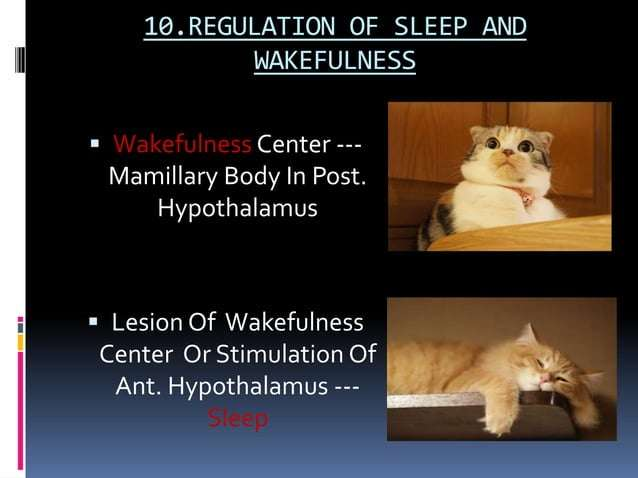 10.REGULATION OF SLEEP AND
WAKEFULNESS
▪ Wakefulness Center ---
Mamillary Body In Post.
Hypothalamus
▪ Lesion Of Wakefulness
Center Or Stimulation Of
Ant. Hypothalamus ---
Sleep